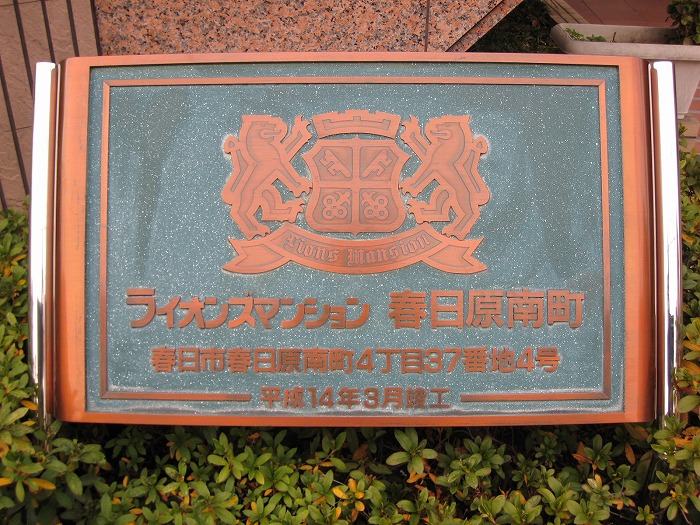 Lions Mansion
ライオンズマンション 春日原南町
春日市春日原南町4丁目37番地4号
平成14年3月竣工